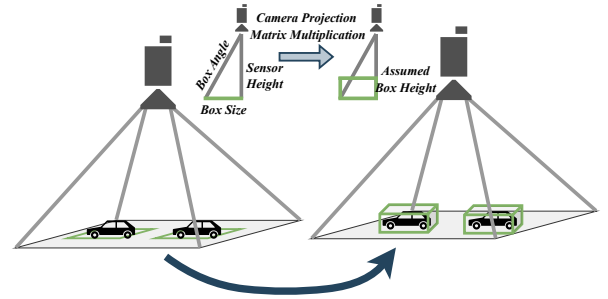 Camera Projection
Matrix Multiplication
Box Angle
Sensor
Height
Box Size
Assumed
Box Height